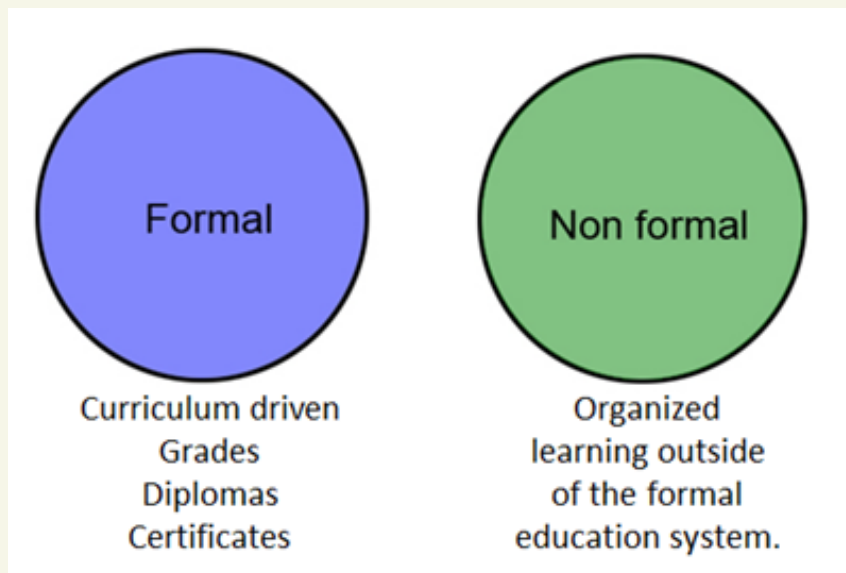 Formal
Curriculum driven
Grades
Diplomas
Certificates
Non formal
Organized
learning outside
of the formal
education system.